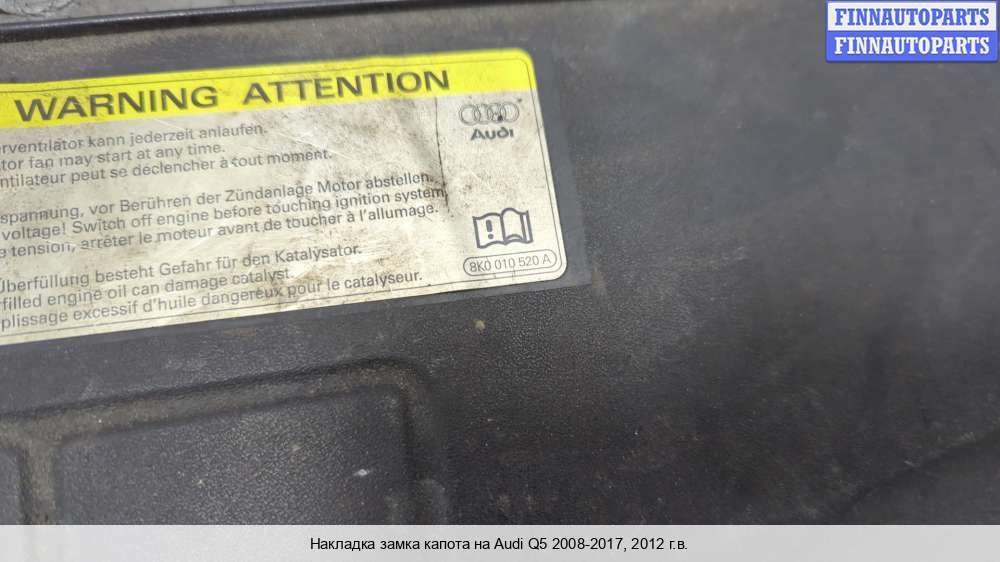 FINNAUTOPARTS
FINNAUTOPARTS
WARNING ATTENTION
Audi
rventilator kann jederzeit anlaufen.
tor fan may start at any time.
ntilateur peut se déclencher à tout moment.
spannung, vor Berühren der Zündanlage Motor abstellen.
voltage! Switch off engine before touching ignition system,
e tension, arrêter le moteur avant de toucher à l'allumage.
Überfüllung besteht Gefahr für den Katalysator.
rfilled engine oil can damage catalyst.
plissage excessif d'huile dangereux pour le catalyseur.
8K0 010 520 A
Накладка замка капота на Audi Q5 2008-2017, 2012 г.в.